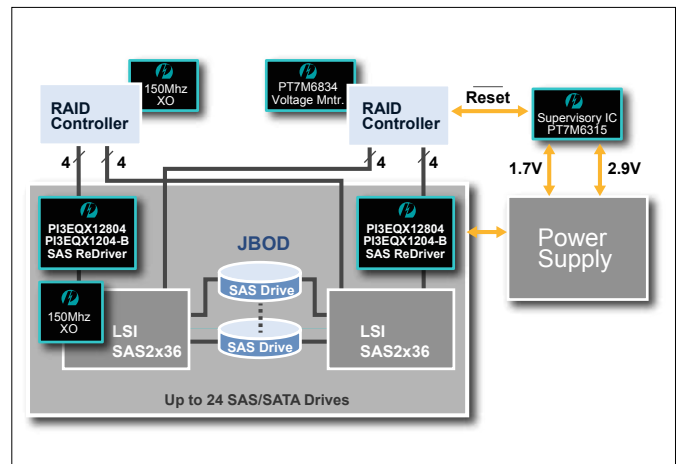 150Mhz
XO
PT7M6834
Voltage Mntr.
RAID
Controller
RAID
Controller
Reset
Supervisory IC
PT7M6315
4
4
4
4
1.7V
2.9V
PI3EQX12804
PI3EQX1204-B
SAS ReDriver
JBOD
PI3EQX12804
PI3EQX1204-B
SAS ReDriver
Power
Supply
SAS Drive
150Mhz
XO
LSI
SAS2x36
SAS Drive
LSI
SAS2x36
Up to 24 SAS/SATA Drives